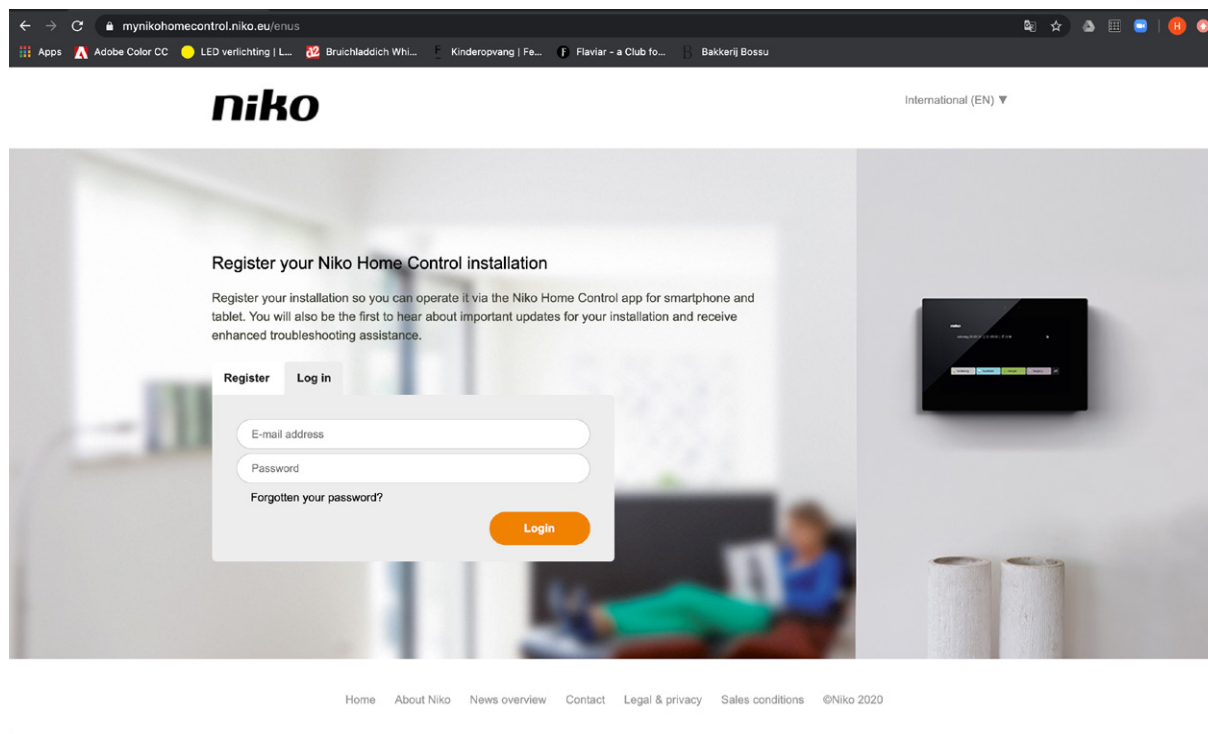 mynikohomecontrol.niko.eu/enus
H
Apps
Adobe Color CC
LED verlichting | L...
Bruichladdich Whi...
Kinderopvang | Fe...
Flaviar - a Club fo...
Bakkerij Bossu
niko
International (EN) ▼
Register your Niko Home Control installation
Register your installation so you can operate it via the Niko Home Control app for smartphone and
tablet. You will also be the first to hear about important updates for your installation and receive
enhanced troubleshooting assistance.
Register
Log in
E-mail address
Password
Forgotten your password?
Login
Home
About Niko
News overview
Contact
Legal & privacy
Sales conditions
©Niko 2020